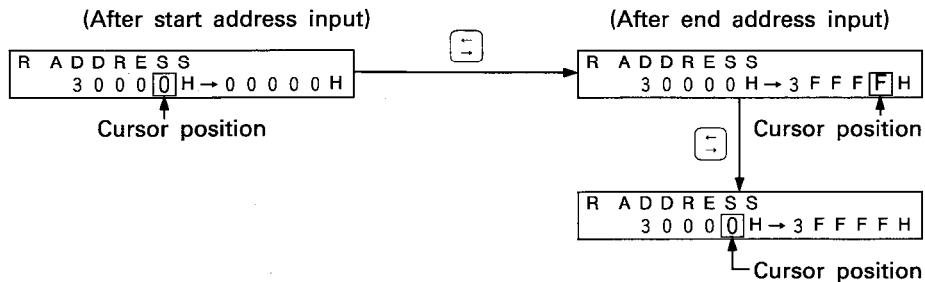 (After start address input)
R ADDRESS
30000H→00000H
Cursor position
←
→
(After end address input)
R ADDRESS
30000H→3FFFFH
Cursor position
←
→
R ADDRESS
30000H→3FFFFH
Cursor position